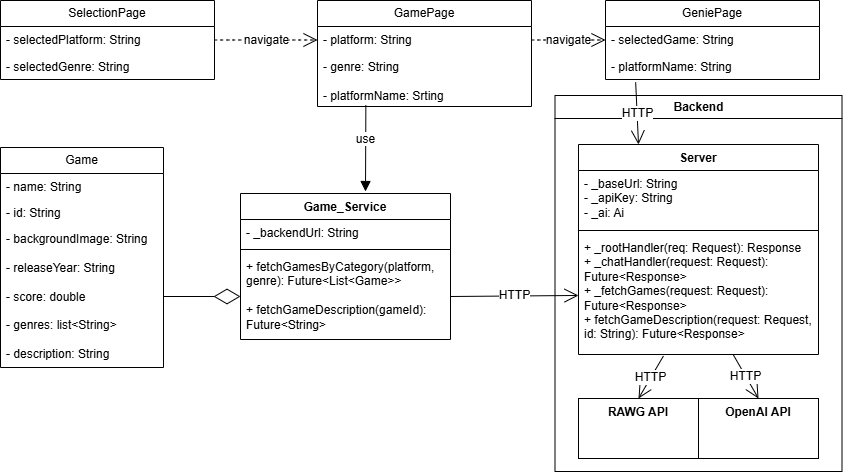 SelectionPage
- selectedPlatform: String
- selectedGenre: String
navigate
GamePage
- platform: String
- genre: String
- platformName: Srting
navigate
GeniePage
- selectedGame: String
- platformName: String
HTTP
use
Backend
Game
- name: String
- id: String
- backgroundImage: String
- releaseYear: String
- score: double
- genres: list<String>
- description: String
Game_Service
- _backendUrl: String
+ fetchGamesByCategory(platform,
genre): Future<List<Game>>
+ fetchGameDescription(gameId):
Future<String>
HTTP
Server
- _baseUrl: String
- _apiKey: String
- _ai: Ai
+ _rootHandler(req: Request): Response
+ _chatHandler(request: Request):
Future<Response>
+ _fetchGames(request: Request):
Future<Response>
+ fetchGameDescription(request: Request,
id: String): Future<Response>
HTTP
HTTP
RAWG API
OpenAI API